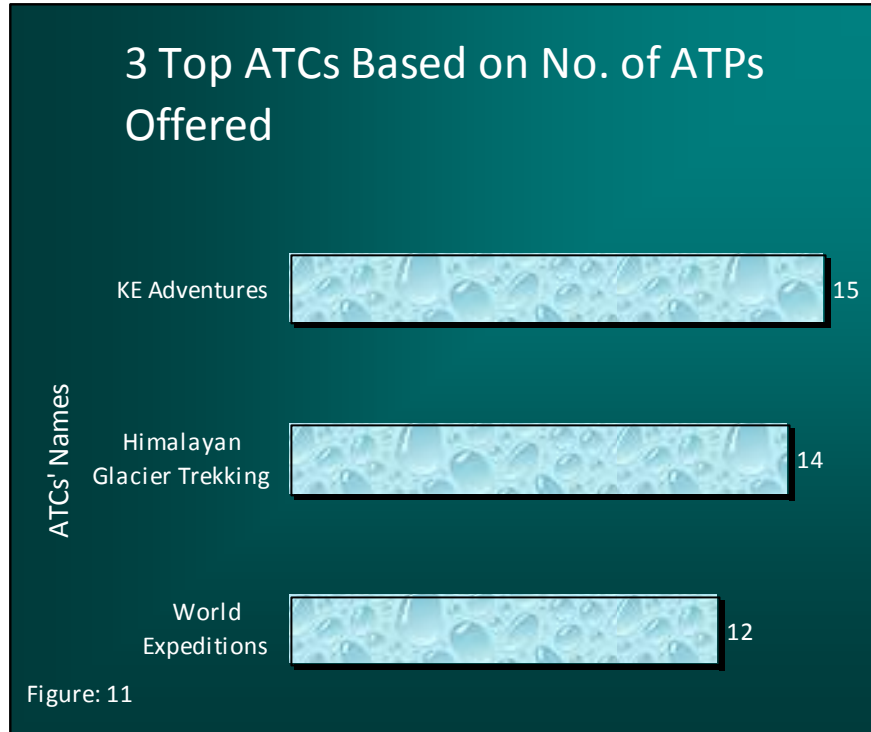 3 Top ATCs Based on No. of ATPs
Offered
KE Adventures
15
Himalayan
Glacier Trekking
14
World
Expeditions
12
ATCs' Names
Figure: 11